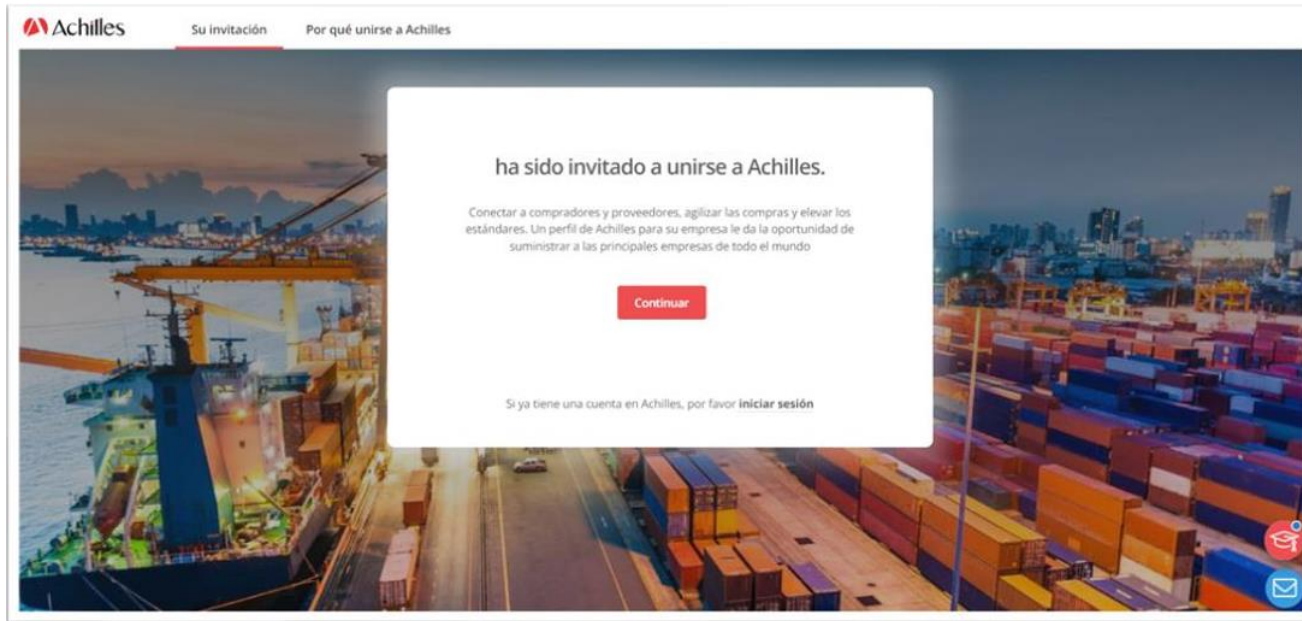 Achilles
Su invitación
Por qué unirse a Achilles
ha sido invitado a unirse a Achilles.
Conectar a compradores y proveedores, agilizar las compras y elevar los
estándares. Un perfil de Achilles para su empresa le da la oportunidad de
suministrar a las principales empresas de todo el mundo
Continuar
Si ya tiene una cuenta en Achilles, por favor iniciar sesión